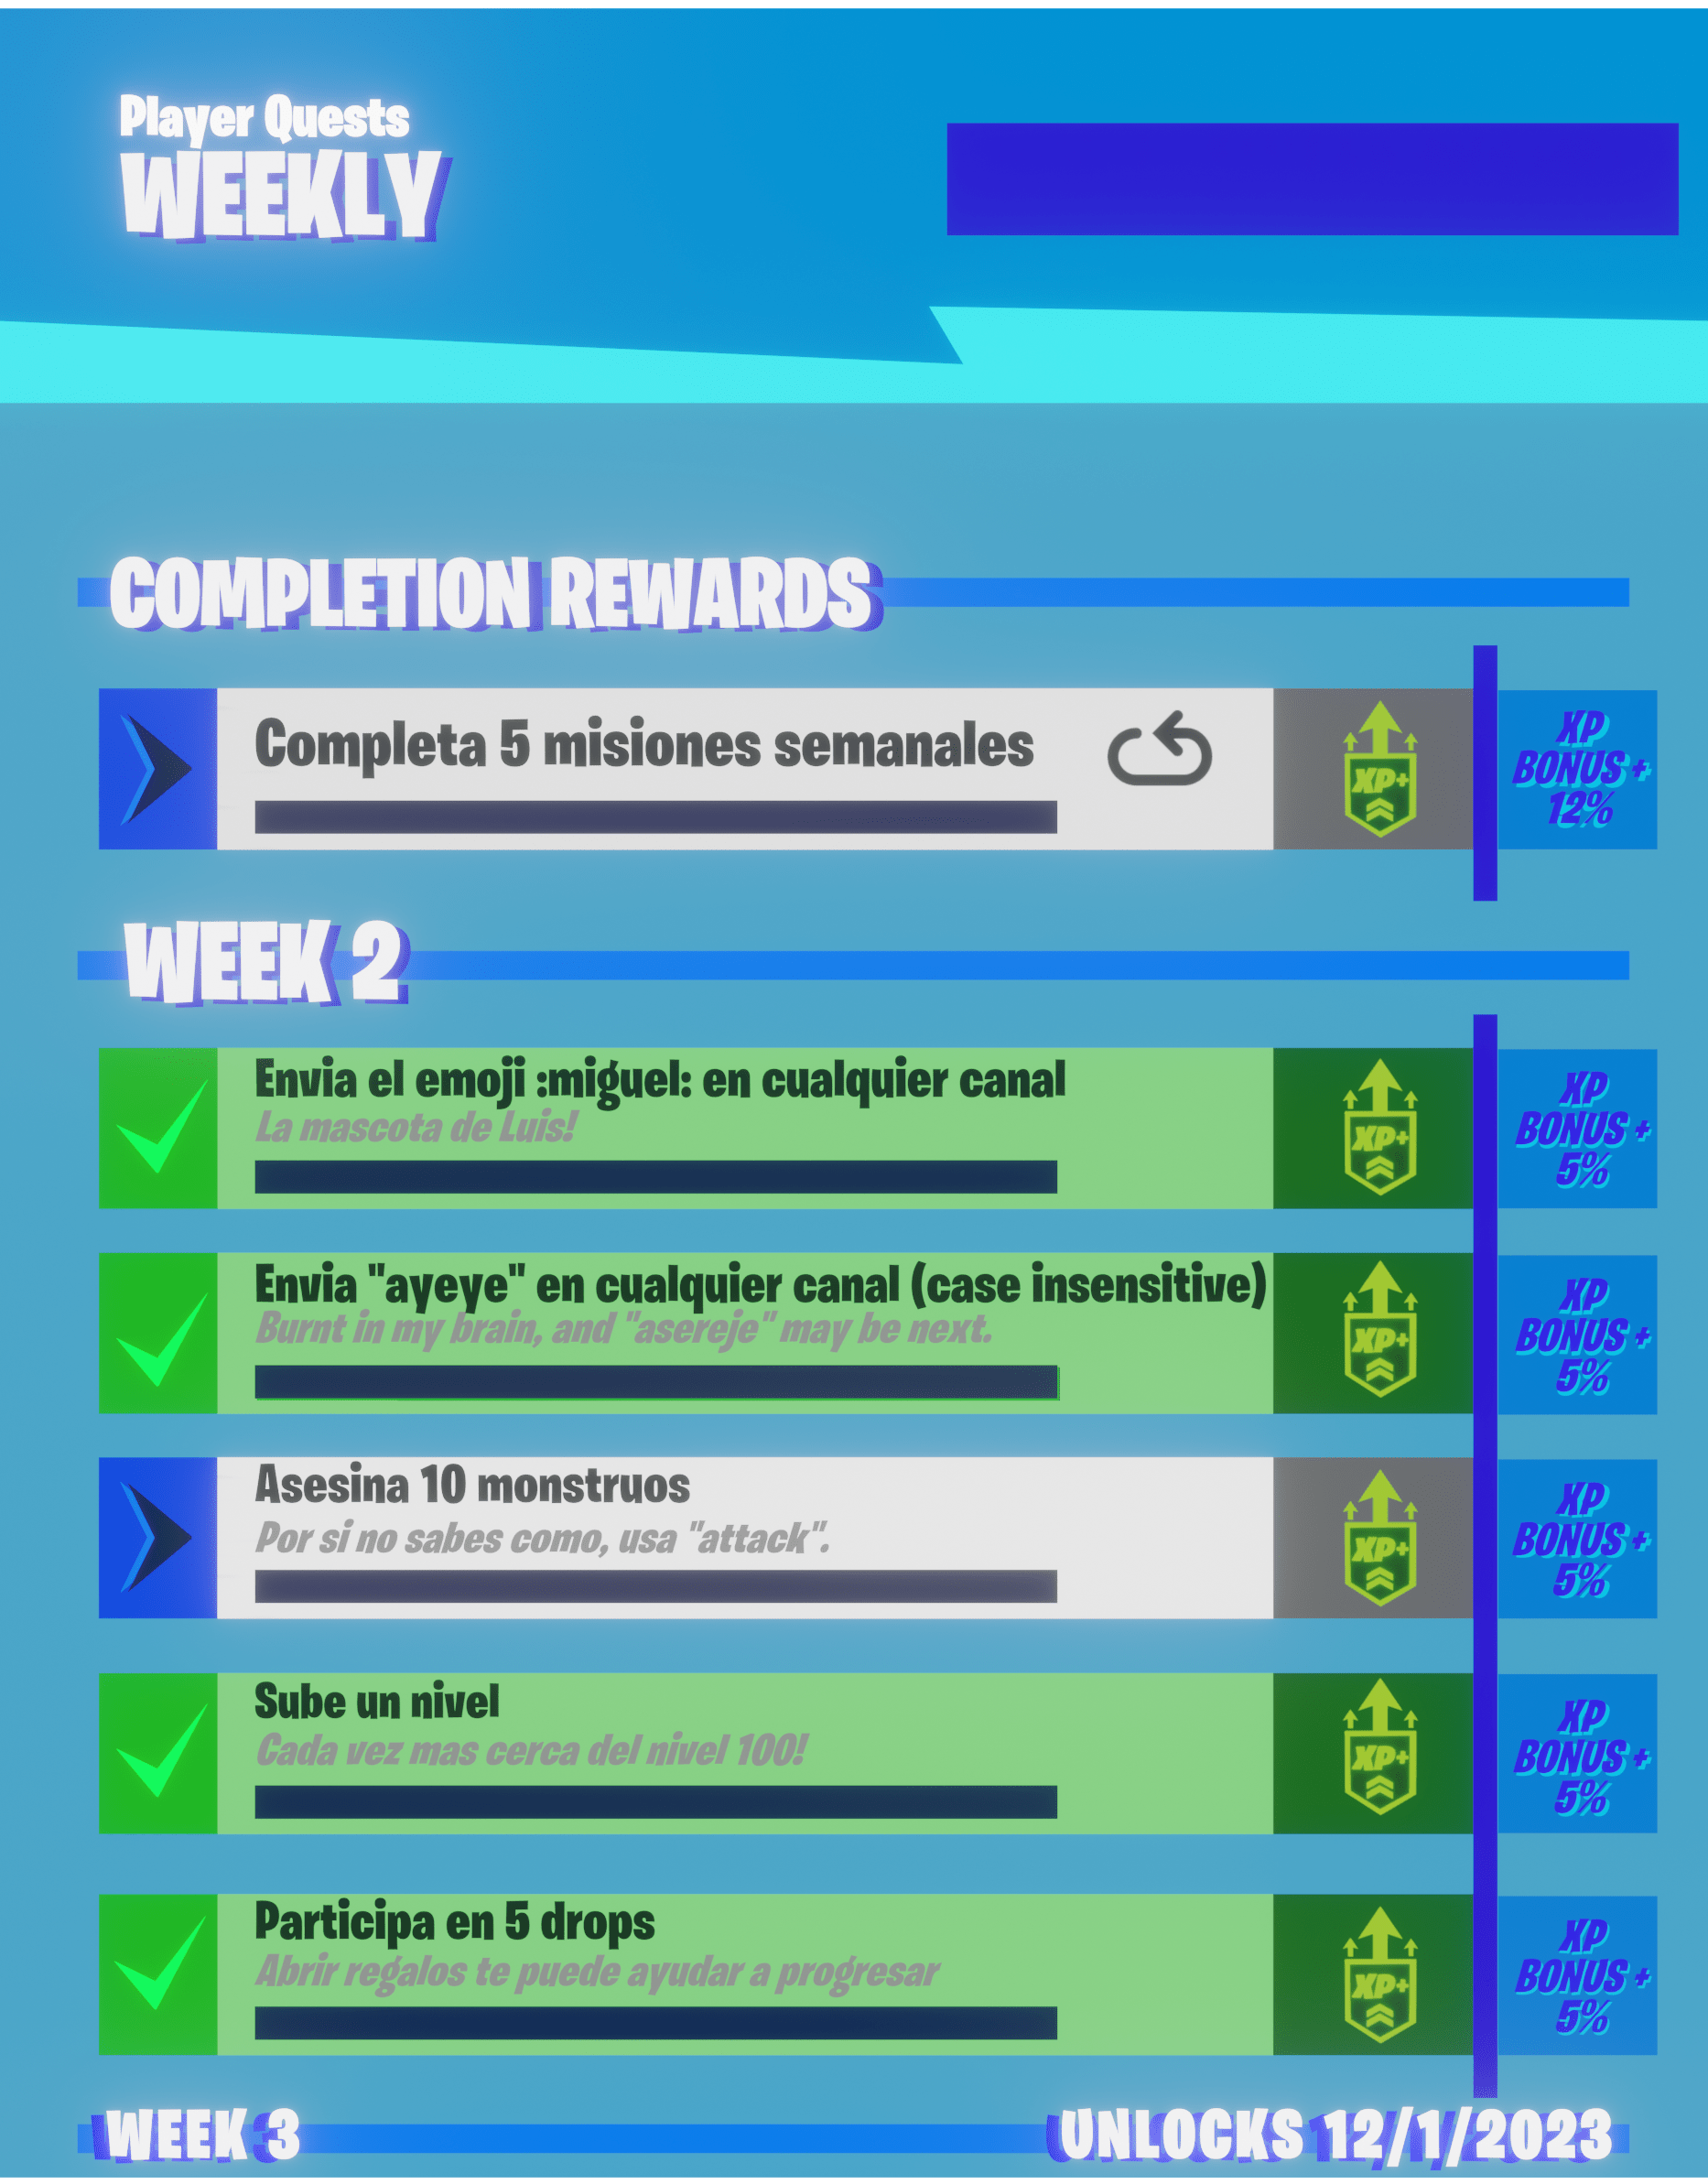 Player Quests
WEEKLY
COMPLETION REWARDS
Completa 5 misiones semanales
XP+
XP
BONUS +
12%
WEEK 2
Envia el emoji :miguel: en cualquier canal
La mascota de Luis!
XP+
XP
BONUS +
5%
Envia "ayeye" en cualquier canal (case insensitive)
Burnt in my brain, and "asereje" may be next.
XP+
XP
BONUS +
5%
Asesina 10 monstruos
Por si no sabes como, usa "attack".
XP+
XP
BONUS +
5%
Sube un nivel
Cada vez mas cerca del nivel 100!
XP+
XP
BONUS +
5%
Participa en 5 drops
Abrir regalos te puede ayudar a progresar
XP+
XP
BONUS +
5%
WEEK 3
UNLOCKS 12/1/2023